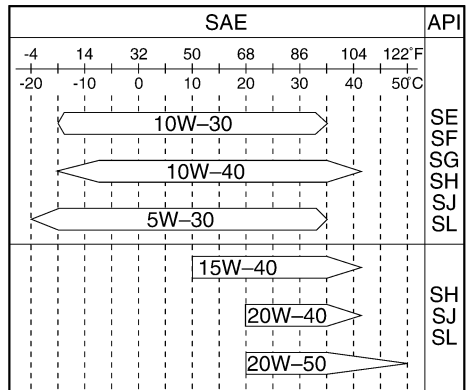 SAE API
-4 14 32 50 68 86 104 122°F
-20 -10 0 10 20 30 40 50°C
10W–30
10W–40
5W–30
SE
SF
SG
SH
SJ
SL
15W–40
20W–40
20W–50
SH
SJ
SL